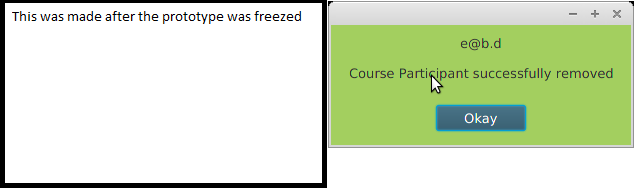 This was made after the prototype was freezed
e@b.d
Course Participant successfully removed
Okay